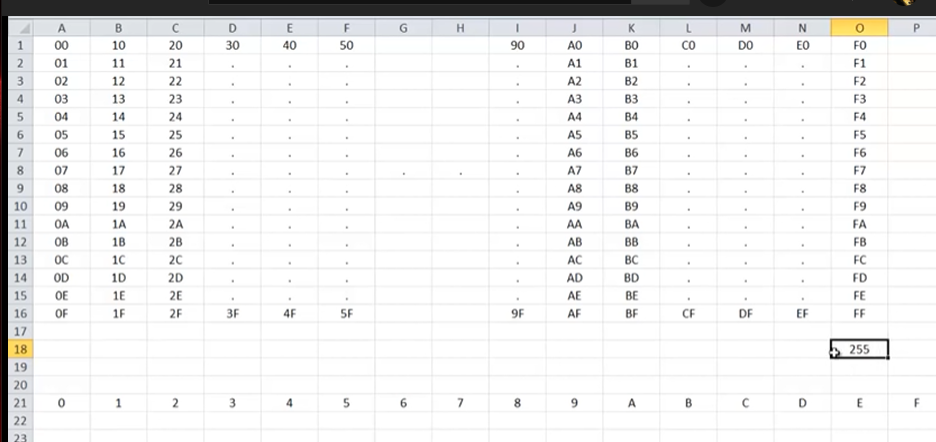 A B C D E F G H I J K L M N O P
1 00 10 20 30 40 50 90 A0 B0 C0 D0 E0 F0
2 01 11 21 . . . . A1 B1 . . . F1
3 02 12 22 . . . . A2 B2 . . . F2
4 03 13 23 . . . . A3 B3 . . . F3
5 04 14 24 . . . . A4 B4 . . . F4
6 05 15 25 . . . . A5 B5 . . . F5
7 06 16 26 . . . . A6 B6 . . . F6
8 07 17 27 . . . . . . A7 B7 . . . F7
9 08 18 28 . . . . A8 B8 . . . F8
10 09 19 29 . . . . A9 B9 . . . F9
11 0A 1A 2A . . . . AA BA . . . FA
12 0B 1B 2B . . . . AB BB . . . FB
13 0C 1C 2C . . . . AC BC . . . FC
14 0D 1D 2D . . . . AD BD . . . FD
15 0E 1E 2E . . . . AE BE . . . FE
16 0F 1F 2F 3F 4F 5F 9F AF BF CF DF EF FF
17
18 255
19
20
21 0 1 2 3 4 5 6 7 8 9 A B C D E F
22
23